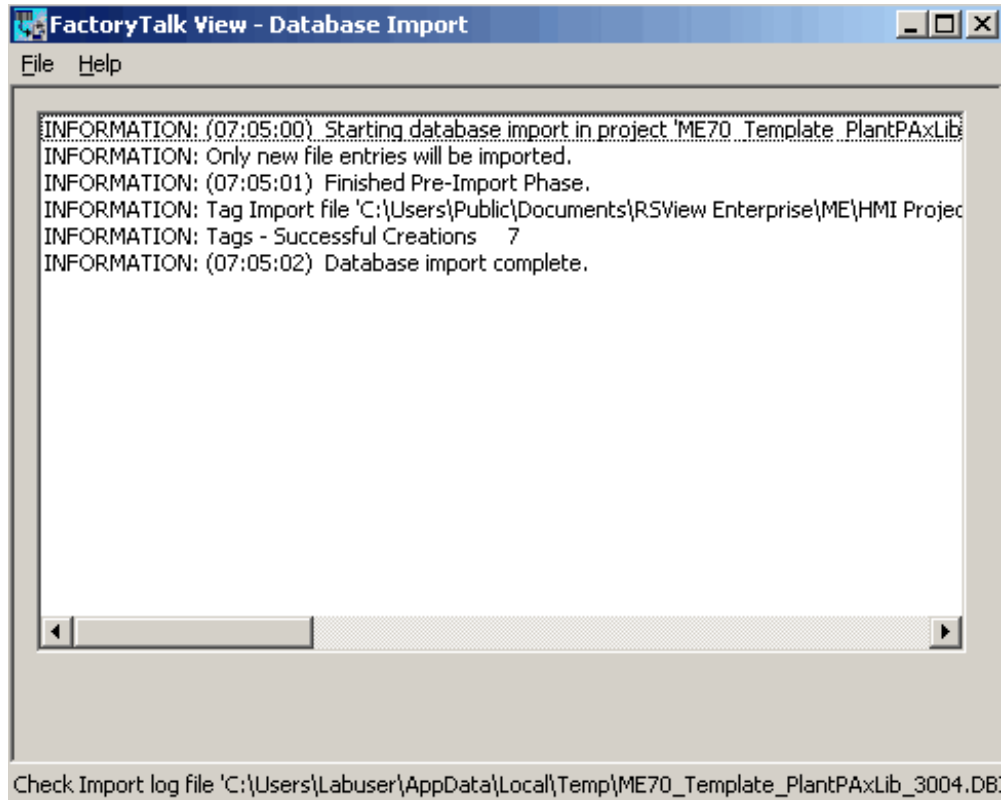 FactoryTalk View - Database Import
File Help
INFORMATION: (07:05:00) Starting database import in project 'ME70_Template_PlantPAxLib
INFORMATION: Only new file entries will be imported.
INFORMATION: (07:05:01) Finished Pre-Import Phase.
INFORMATION: Tag Import file 'C:\Users\Public\Documents\RSView Enterprise\ME\HMI Projec
INFORMATION: Tags - Successful Creations 7
INFORMATION: (07:05:02) Database import complete.
Check Import log file 'C:\Users\Labuser\AppData\Local\Temp\ME70_Template_PlantPAxLib_3004.DB